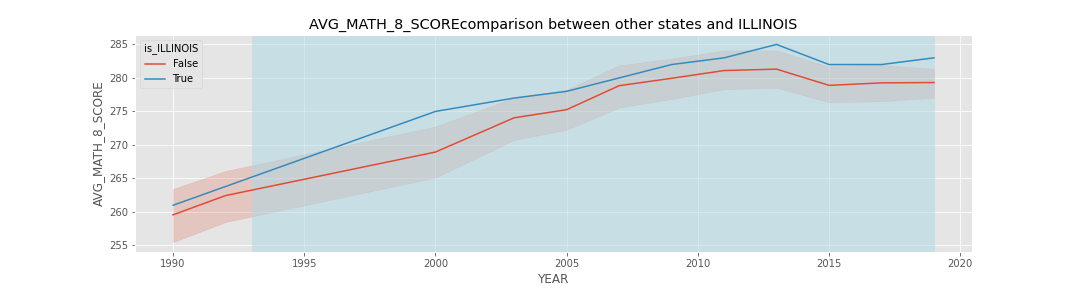 AVG_MATH_8_SCOREcomparison between other states and ILLINOIS
is_ILLINOIS
False
True
AVG_MATH_8_SCORE
285
280
275
270
265
260
255
1990
1995
2000
2005
2010
2015
2020
YEAR